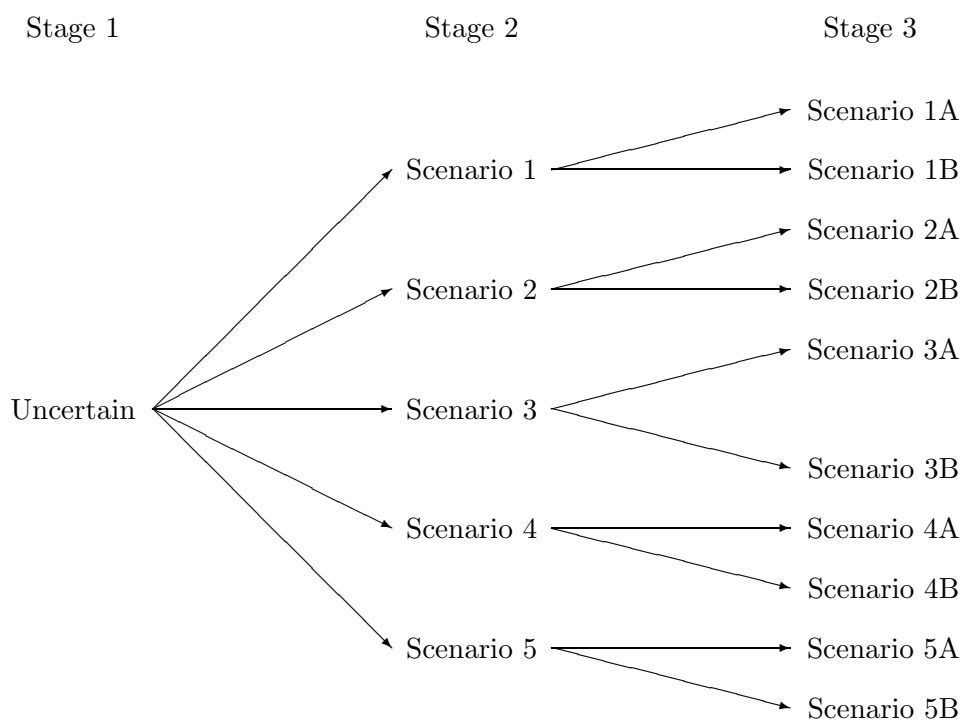 Stage 1 Stage 2 Stage 3
Scenario 1A
Scenario 1 Scenario 1B
Scenario 2A
Scenario 2 Scenario 2B
Scenario 3A
Uncertain Scenario 3
Scenario 3B
Scenario 4 Scenario 4A
Scenario 4B
Scenario 5 Scenario 5A
Scenario 5B